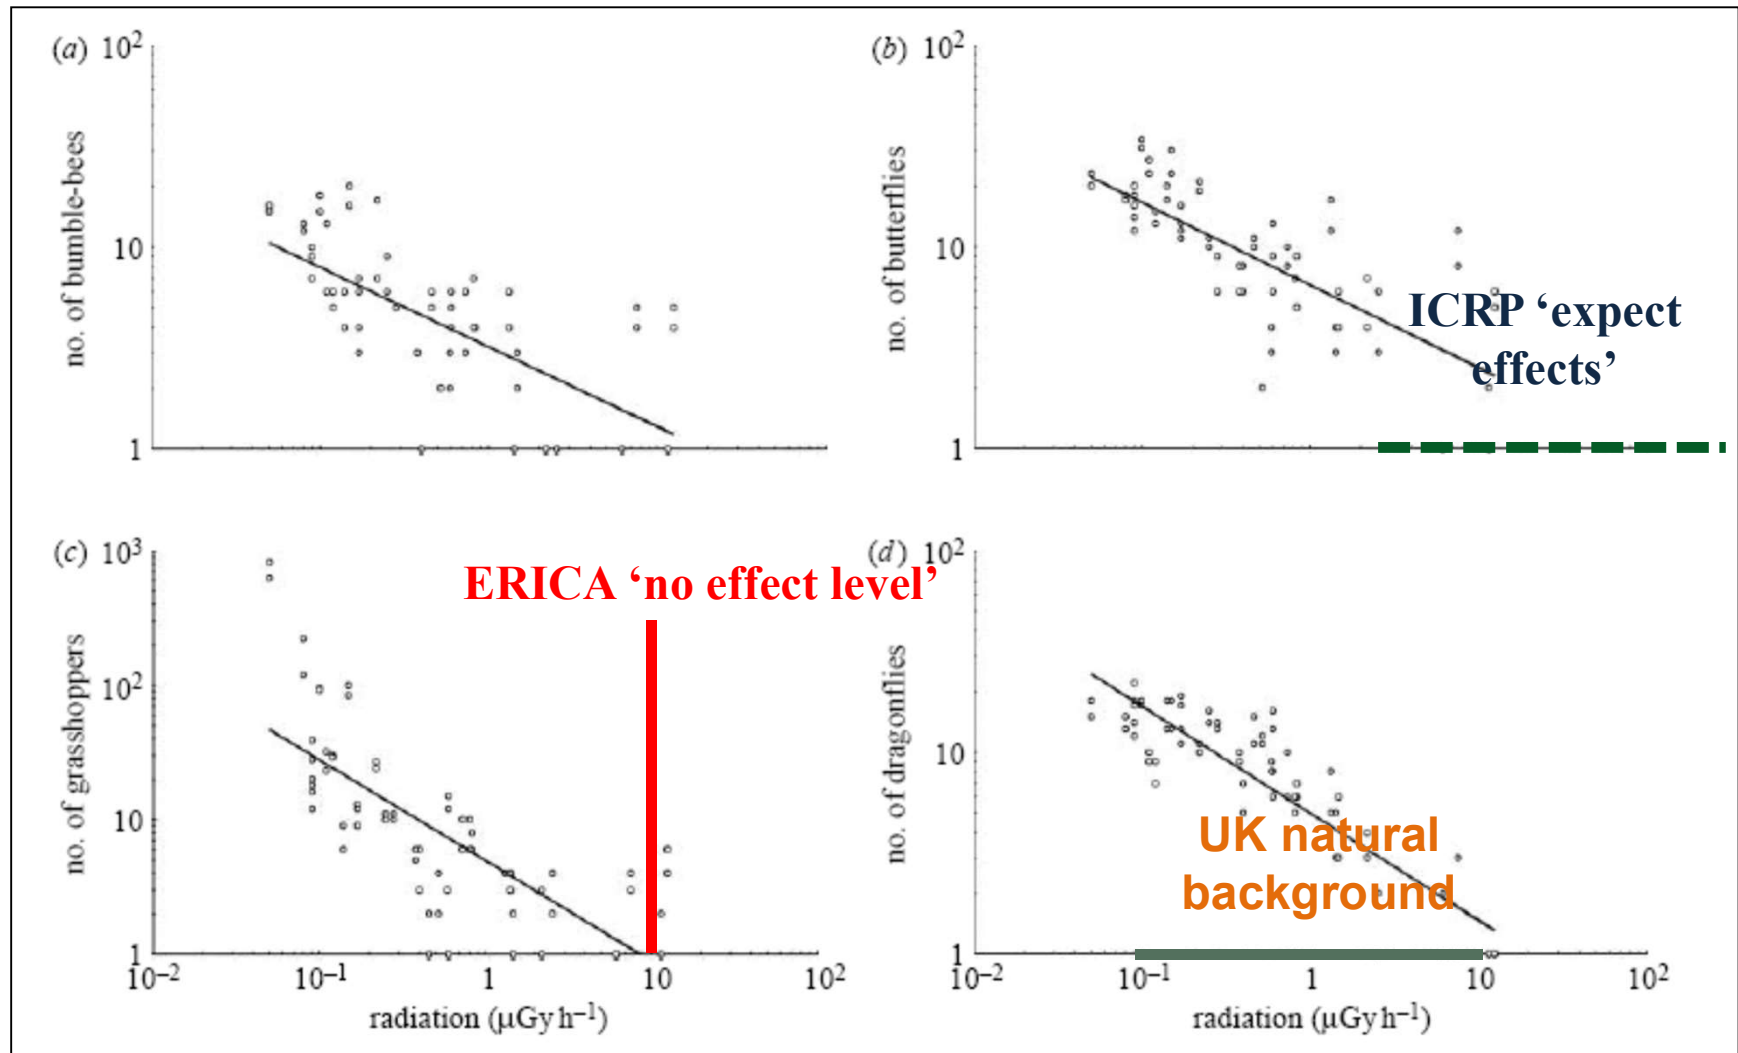 (a)
10²
10
1
no. of bumble-bees
(b)
10²
10
1
no. of butterflies
ICRP ‘expect
effects’
(c)
10³
10²
10
1
no. of grasshoppers
ERICA ‘no effect level’
10⁻² 10⁻¹ 1 10 10²
radiation (μGy h⁻¹)
(d)
10²
10
1
no. of dragonflies
UK natural
background
10⁻² 10⁻¹ 1 10 10²
radiation (μGy h⁻¹)